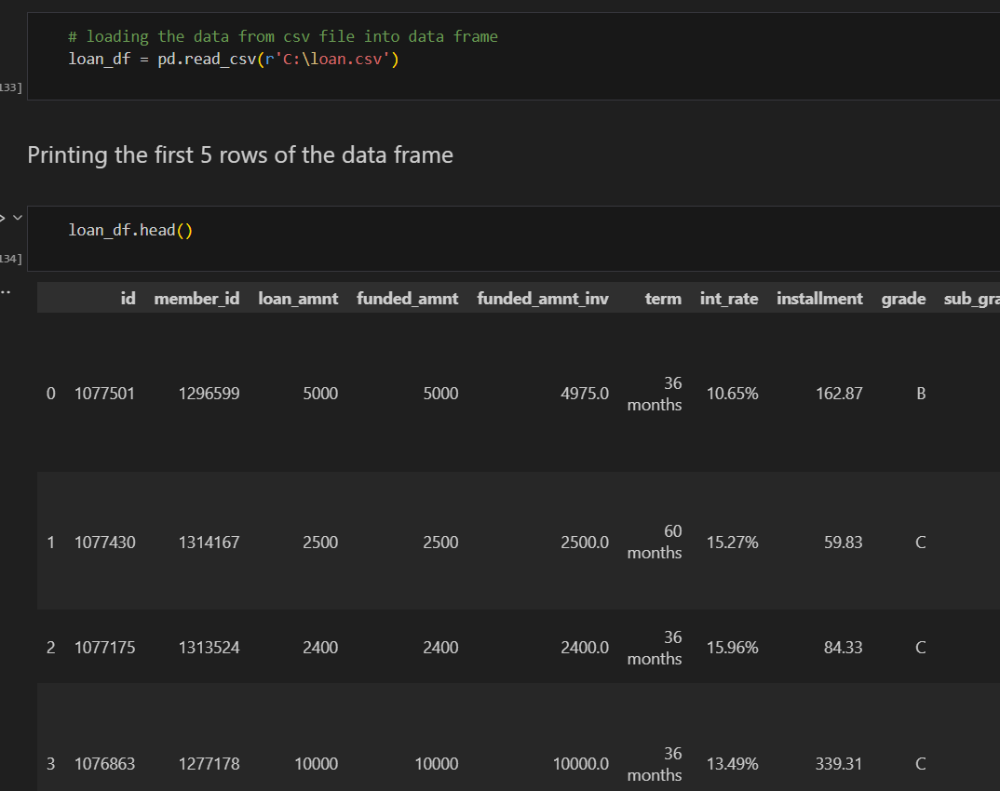 # loading the data from csv file into data frame
loan_df = pd.read_csv(r'C:\loan.csv')
133]
Printing the first 5 rows of the data frame
loan_df.head()
134]
id member_id loan_amnt funded_amnt funded_amnt_inv term int_rate installment grade sub_gra
0 1077501 1296599 5000 5000 4975.0 36 months 10.65% 162.87 B
1 1077430 1314167 2500 2500 2500.0 60 months 15.27% 59.83 C
2 1077175 1313524 2400 2400 2400.0 36 months 15.96% 84.33 C
3 1076863 1277178 10000 10000 10000.0 36 months 13.49% 339.31 C